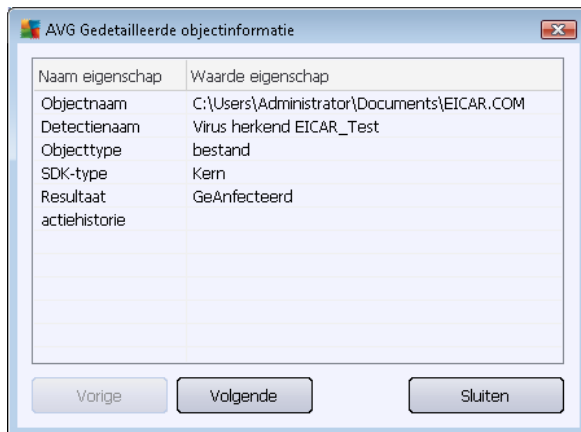 AVG Gedetailleerde objectinformatie
Naam eigenschap Waarde eigenschap
Objectnaam C:\Users\Administrator\Documents\EICAR.COM
Detectienaam Virus herkend EICAR_Test
Objecttype bestand
SDK-type Kern
Resultaat GeAnfecteerd
actiehistorie
Vorige Volgende Sluiten